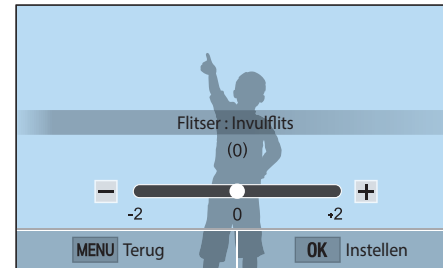 Flitser : Invulflits
(0)
− +
-2 0 +2
MENU Terug OK Instellen